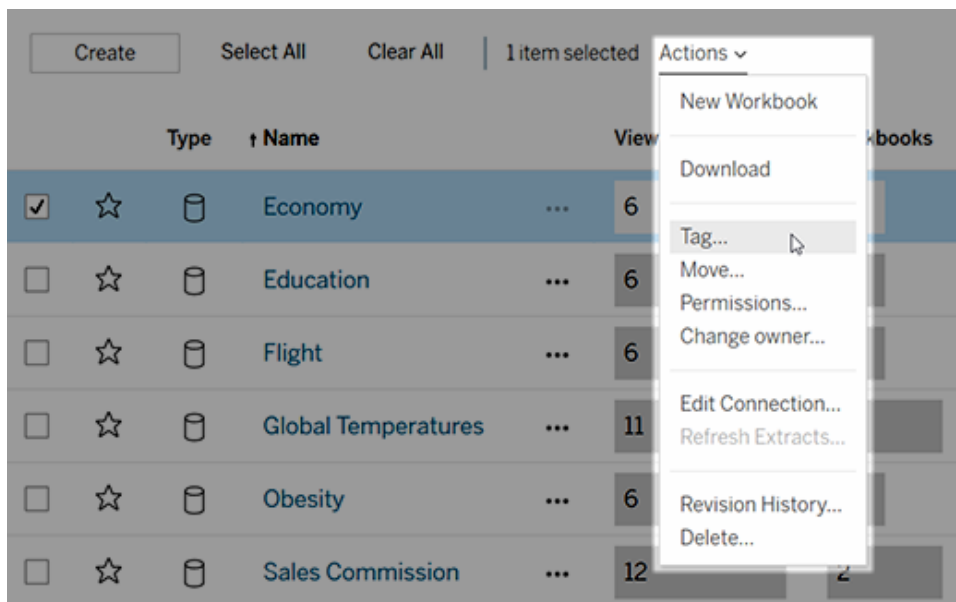 Create Select All Clear All 1 item selected Actions
New Workbook
Type Name View kbooks
Download
Economy ... 6
Tag...
Move...
Education ... 6
Permissions...
Change owner...
Flight ... 6
Edit Connection...
Global Temperatures ... 11
Refresh Extracts...
Obesity ... 6
Revision History...
Delete...
Sales Commission ... 12 2